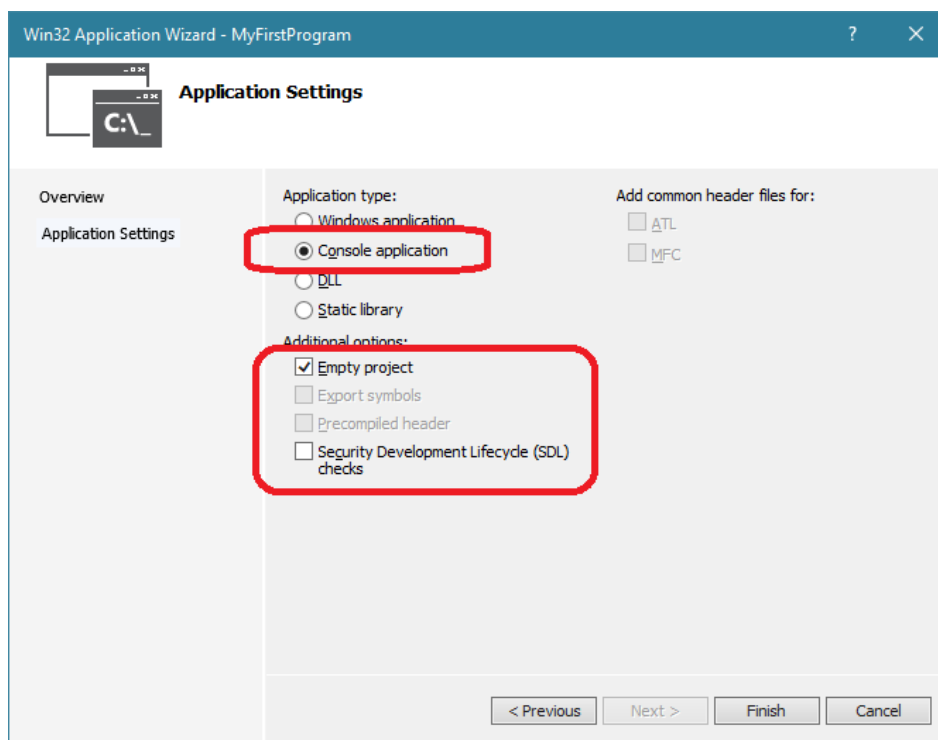 Win32 Application Wizard - MyFirstProgram
?
C:\_
Application Settings
Overview
Application Settings
Application type:
Windows application
Console application
DLL
Static library
Additional options:
Empty project
Export symbols
Precompiled header
Security Development Lifecycle (SDL)
checks
Add common header files for:
ATL
MFC
< Previous
Next >
Finish
Cancel